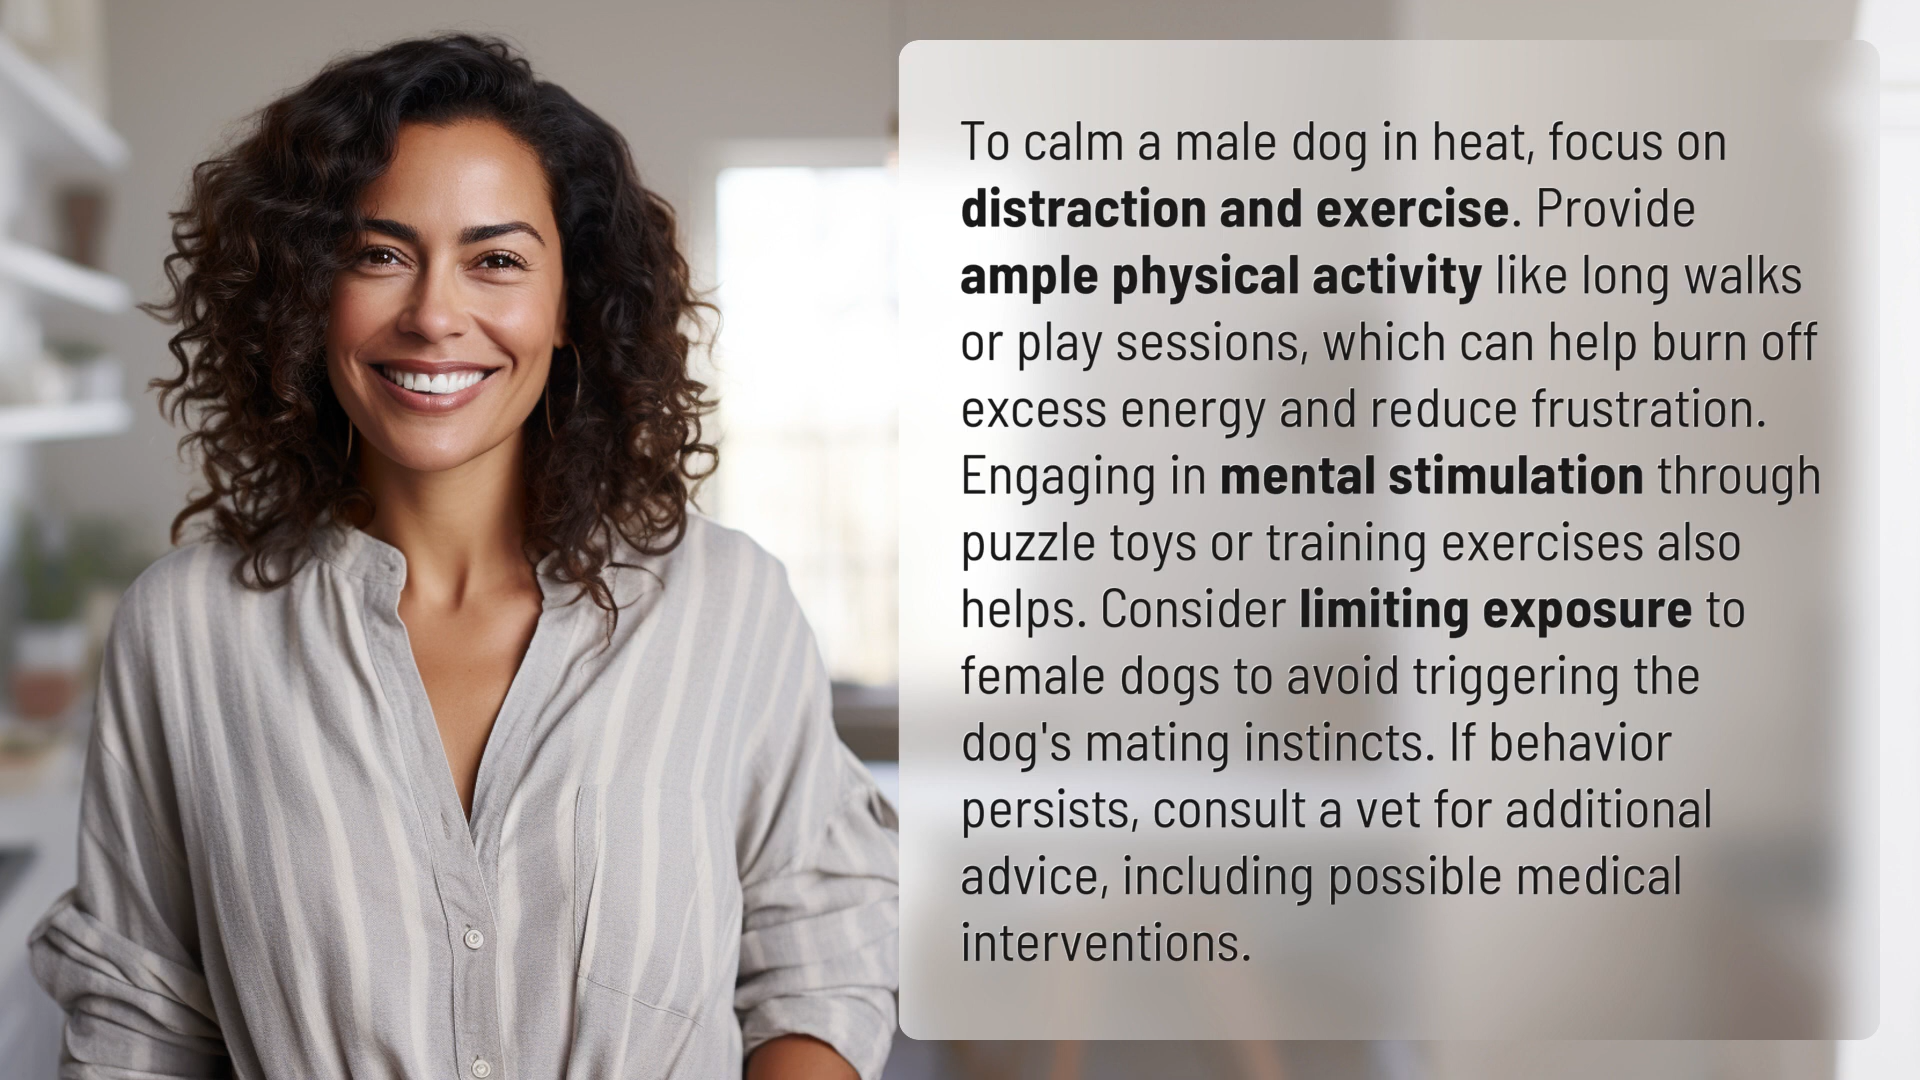 To calm a male dog in heat, focus on
distraction and exercise. Provide
ample physical activity like long walks
or play sessions, which can help burn off
excess energy and reduce frustration.
Engaging in mental stimulation through
puzzle toys or training exercises also
helps. Consider limiting exposure to
female dogs to avoid triggering the
dog's mating instincts. If behavior
persists, consult a vet for additional
advice, including possible medical
interventions.